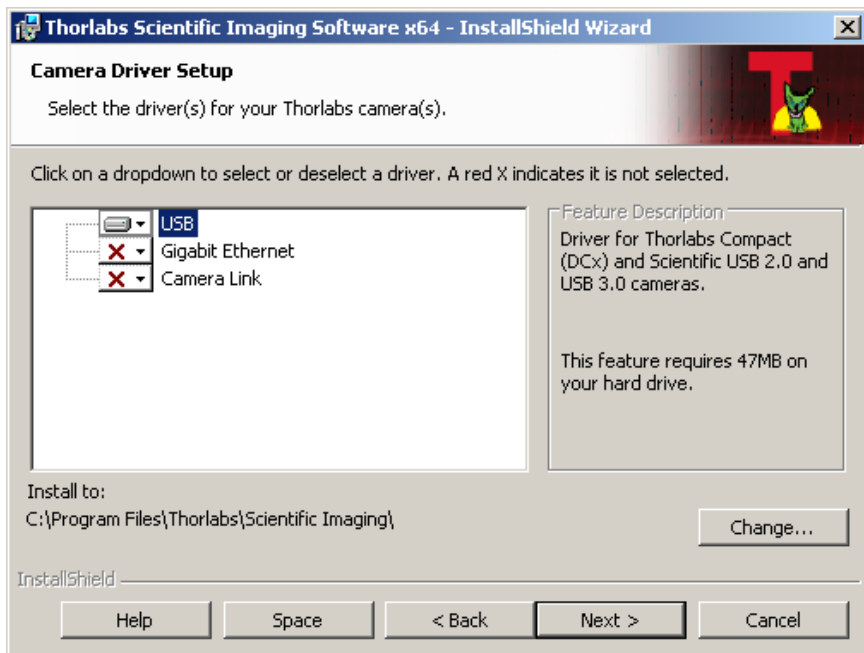 Thorlabs Scientific Imaging Software x64 - InstallShield Wizard
Camera Driver Setup
Select the driver(s) for your Thorlabs camera(s).
Click on a dropdown to select or deselect a driver. A red X indicates it is not selected.
USB
Gigabit Ethernet
Camera Link
Feature Description
Driver for Thorlabs Compact
(DCx) and Scientific USB 2.0 and
USB 3.0 cameras.
This feature requires 47MB on
your hard drive.
Install to:
C:\Program Files\Thorlabs\Scientific Imaging\
Change...
InstallShield
Help
Space
< Back
Next >
Cancel